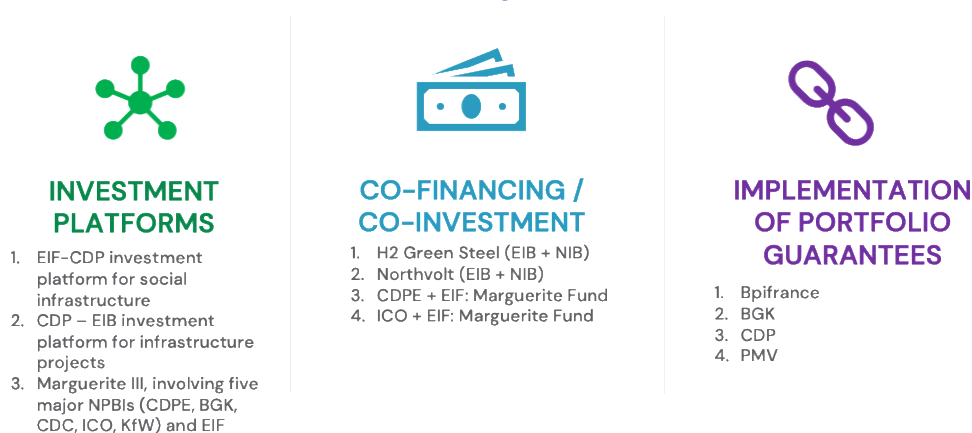 INVESTMENT
PLATFORMS
1. EIF-CDP investment
platform for social
infrastructure
2. CDP – EIB investment
platform for infrastructure
projects
3. Marguerite III, involving five
major NPBIs (CDPE, BGK,
CDC, ICO, KfW) and EIF
CO-FINANCING /
CO-INVESTMENT
1. H2 Green Steel (EIB + NIB)
2. Northvolt (EIB + NIB)
3. CDPE + EIF: Marguerite Fund
4. ICO + EIF: Marguerite Fund
IMPLEMENTATION
OF PORTFOLIO
GUARANTEES
1. Bpifrance
2. BGK
3. CDP
4. PMV